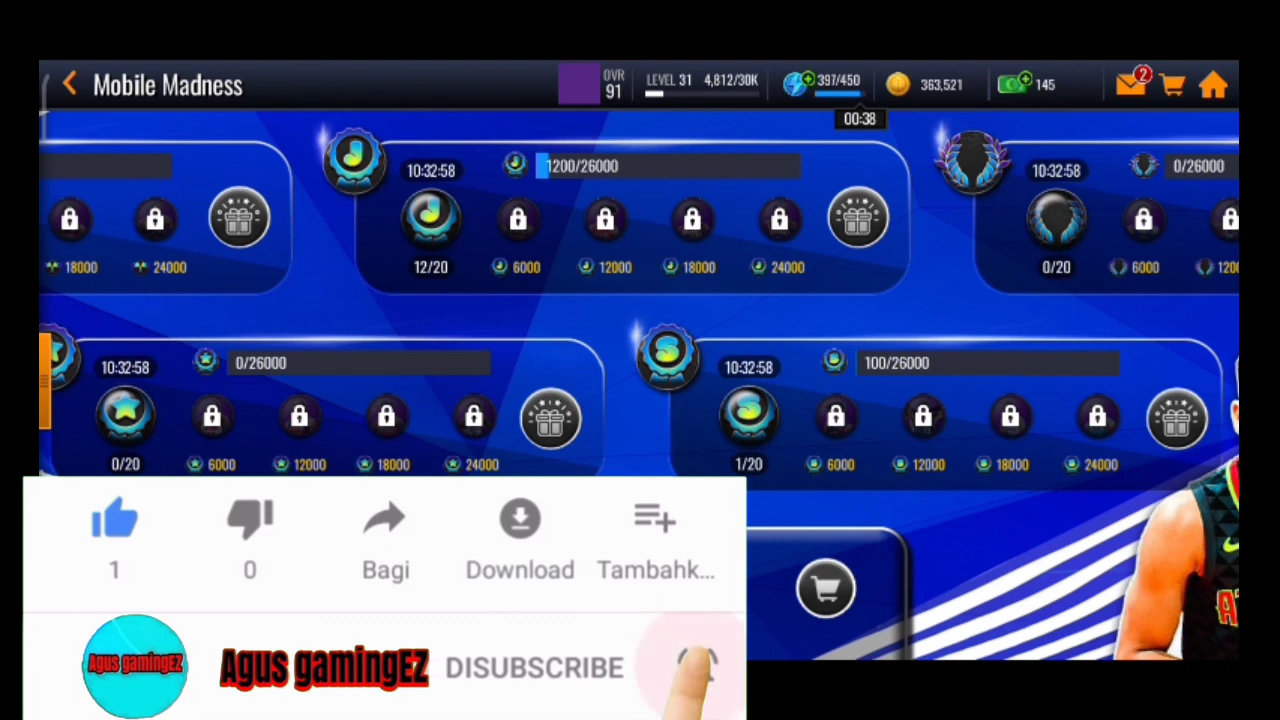 Mobile Madness
OVR
91
LEVEL 31 4,812/30K
397/450
363,521
145
2
00:38
10:32:58
1200/26000
10:32:58
0/26000
18000 24000
12/20 6000 12000 18000 24000
0/20 6000
10:32:58
0/26000
10:32:58
100/26000
0/20 6000 12000 18000 24000
1/20 6000 12000 18000 24000
1 0 Bagi Download Tambahk...
Agus gamingEZ
Agus gamingEZ DISUBSCRIBE